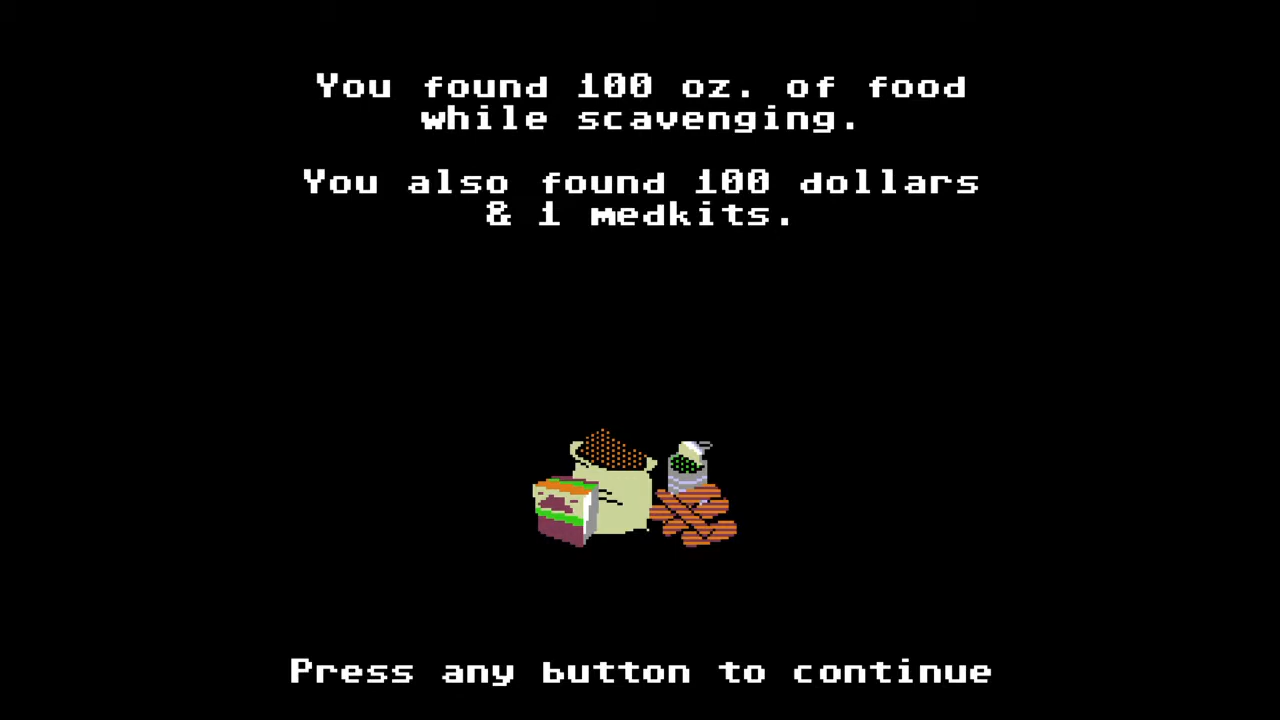 You found 100 oz. of food
while scavenging.
You also found 100 dollars
& 1 medkits.
Press any button to continue